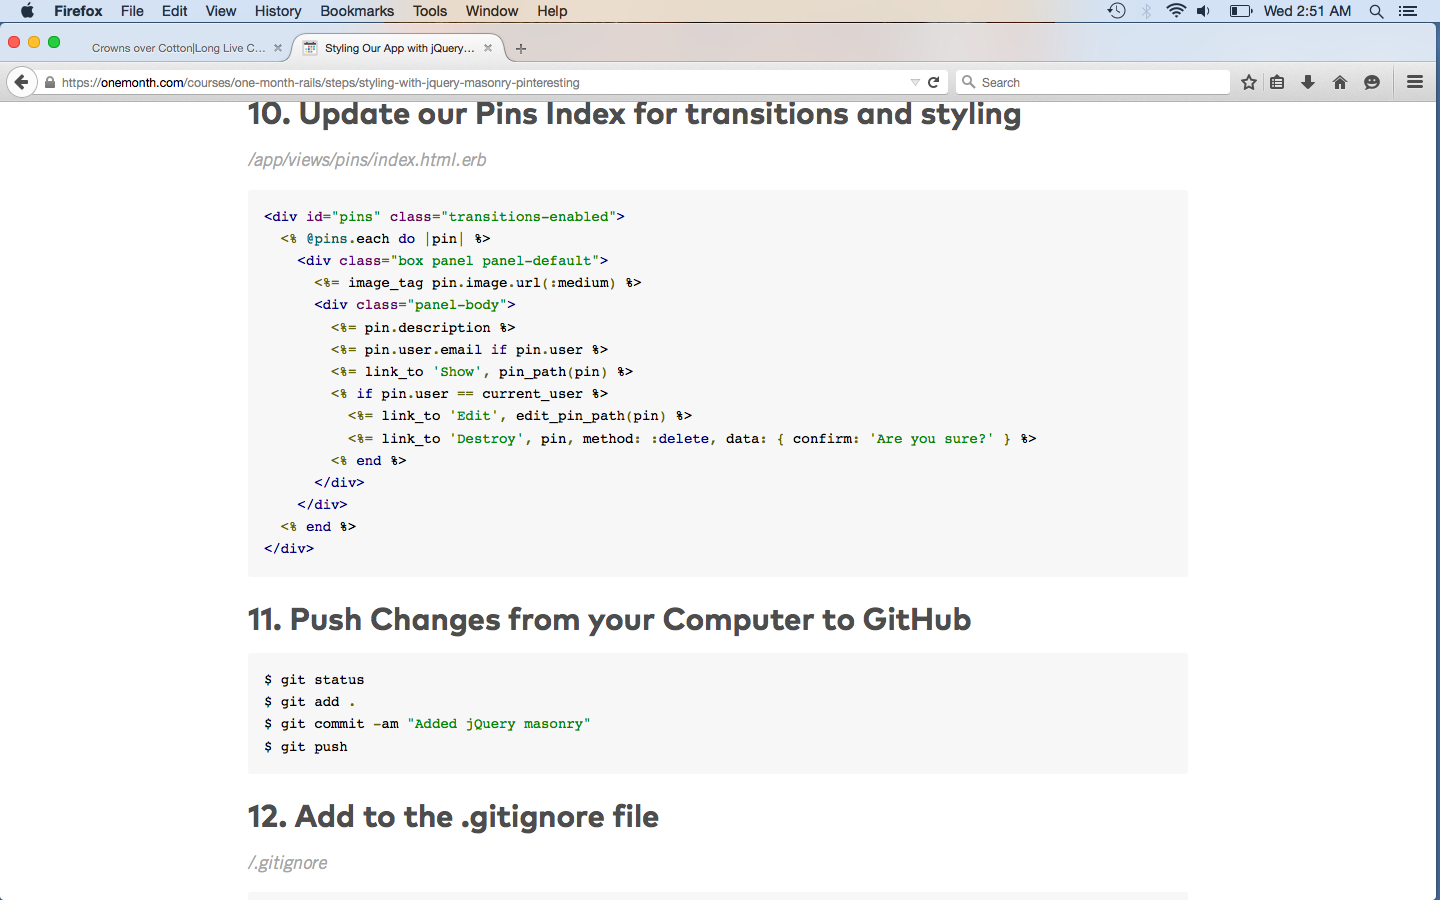 Firefox File Edit View History Bookmarks Tools Window Help Wed 2:51 AM
Crowns over Cotton|Long Live C... × Styling Our App with jQuery... × +
https://onemonth.com/courses/one-month-rails/steps/styling-with-jquery-masonry-pinteresting Search
10. Update our Pins Index for transitions and styling
/app/views/pins/index.html.erb
<div id="pins" class="transitions-enabled">
  <% @pins.each do |pin| %>
    <div class="box panel panel-default">
      <%= image_tag pin.image.url(:medium) %>
      <div class="panel-body">
        <%= pin.description %>
        <%= pin.user.email if pin.user %>
        <%= link_to 'Show', pin_path(pin) %>
        <% if pin.user == current_user %>
          <%= link_to 'Edit', edit_pin_path(pin) %>
          <%= link_to 'Destroy', pin, method: :delete, data: { confirm: 'Are you sure?' } %>
        <% end %>
      </div>
    </div>
  <% end %>
</div>
11. Push Changes from your Computer to GitHub
$ git status
$ git add .
$ git commit -am "Added jQuery masonry"
$ git push
12. Add to the .gitignore file
/.gitignore